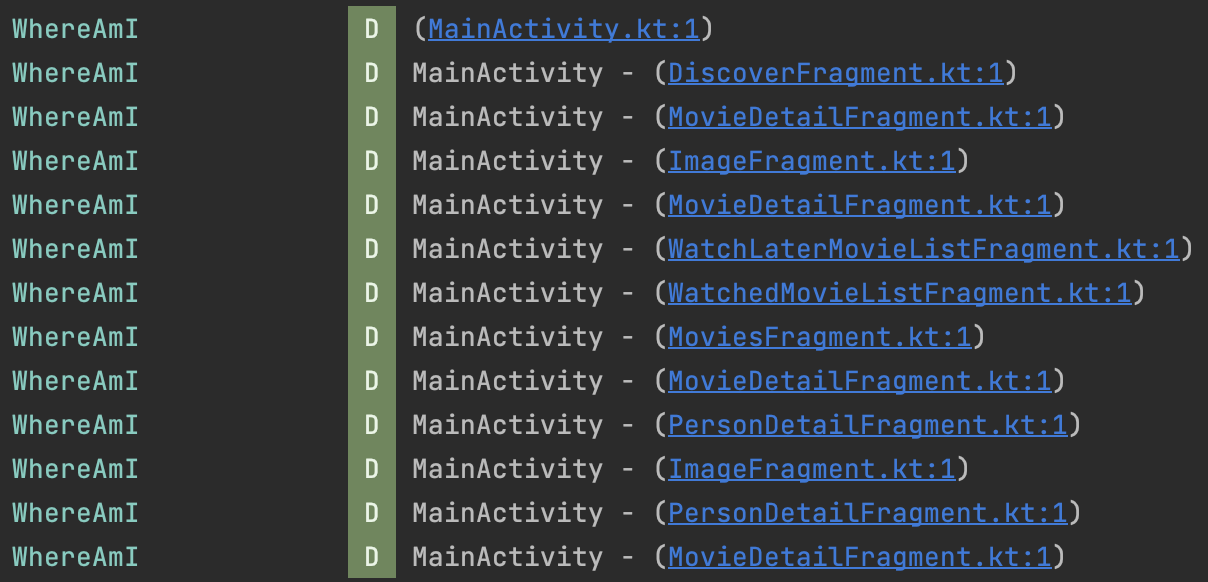 WhereAmI D (MainActivity.kt:1)
WhereAmI D MainActivity - (DiscoverFragment.kt:1)
WhereAmI D MainActivity - (MovieDetailFragment.kt:1)
WhereAmI D MainActivity - (ImageFragment.kt:1)
WhereAmI D MainActivity - (MovieDetailFragment.kt:1)
WhereAmI D MainActivity - (WatchLaterMovieListFragment.kt:1)
WhereAmI D MainActivity - (WatchedMovieListFragment.kt:1)
WhereAmI D MainActivity - (MoviesFragment.kt:1)
WhereAmI D MainActivity - (MovieDetailFragment.kt:1)
WhereAmI D MainActivity - (PersonDetailFragment.kt:1)
WhereAmI D MainActivity - (ImageFragment.kt:1)
WhereAmI D MainActivity - (PersonDetailFragment.kt:1)
WhereAmI D MainActivity - (MovieDetailFragment.kt:1)